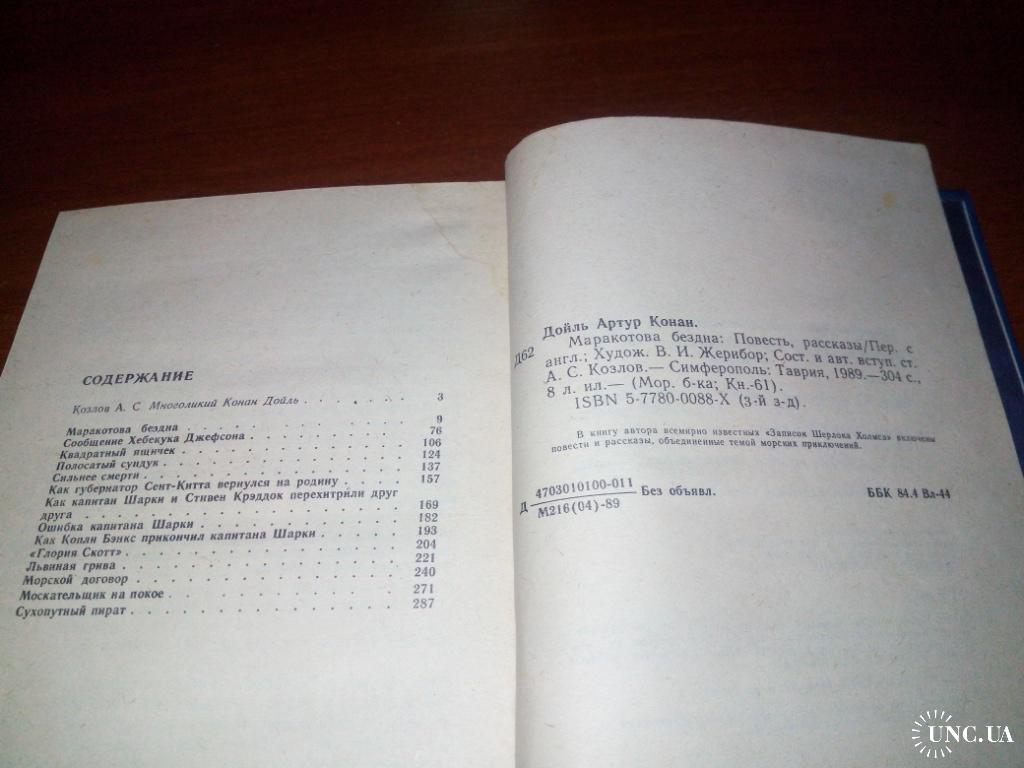 СОДЕРЖАНИЕ
Козлов А. С Многоликий Конан Дойль . . . . . . 3
Маракотова бездна . . . . . . . . . . . 9
Сообщение Хебекука Джефсона . . . . . . . . 76
Квадратный ящичек . . . . . . . . . . . 106
Полосатый сундук . . . . . . . . . . . 124
Сильнее смерти . . . . . . . . . . . . 137
Как губернатор Сент-Китта вернулся на родину . . . 157
Как капитан Шарки и Стивен Крэддок перехитрили друг
друга . . . . . . . . . . . . . . . 169
Ошибка капитана Шарки . . . . . . . . . 182
Как Копли Бэнкс прикончил капитана Шарки . . . . 193
«Глория Скотт» . . . . . . . . . . . . 204
Львиная грива . . . . . . . . . . . . 221
Морской договор . . . . . . . . . . . 240
Москательщик на покое . . . . . . . . . . 271
Сухопутный пират . . . . . . . . . . . . 287
Дойль Артур Конан.
Д62 Маракотова бездна: Повесть, рассказы/Пер. с
англ.; Худож. В. И. Жерибор; Сост. и авт. вступ. ст.
А. С. Козлов.— Симферополь: Таврия, 1989.—304 с.,
8 л. ил.— (Мор. б-ка; Кн.-61).
ISBN 5-7780-0088-X (з-й з-д).
В книгу автора всемирно известных «Записок Шерлока Холмса» включены
повести и рассказы, объединенные темой морских приключений.
4703010100-011
Д Без объявл. ББК 84.4 Вл-44
М216(04)-89
UNC.UA